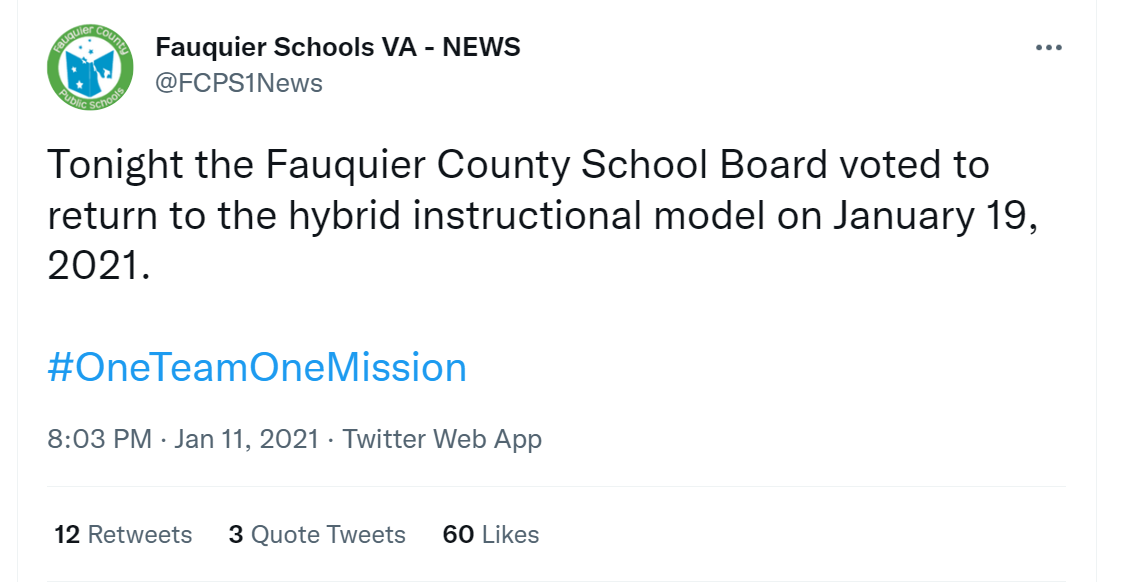 Fauquier County
Public Schools
Fauquier Schools VA - NEWS
@FCPS1News
Tonight the Fauquier County School Board voted to
return to the hybrid instructional model on January 19,
2021.
#OneTeamOneMission
8:03 PM · Jan 11, 2021 · Twitter Web App
12 Retweets 3 Quote Tweets 60 Likes